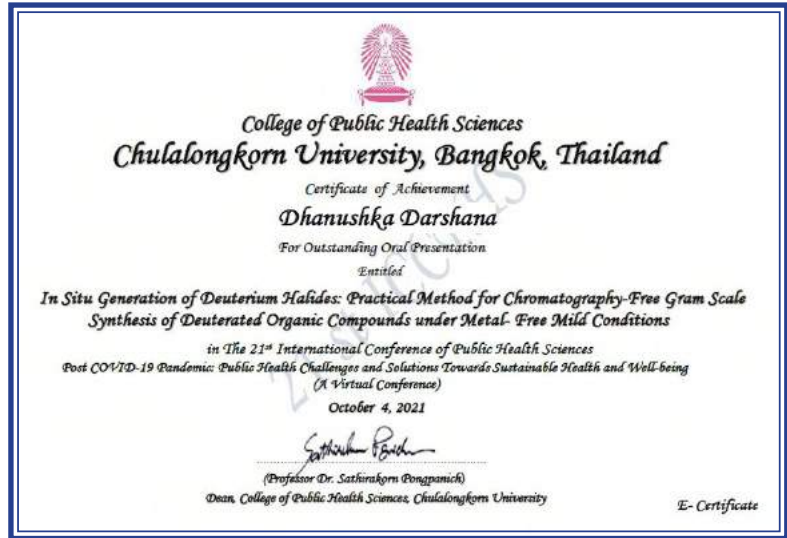 College of Public Health Sciences
Chulalongkorn University, Bangkok, Thailand
Certificate of Achievement
Dhanushka Darshana
For Outstanding Oral Presentation
Entitled
In Situ Generation of Deuterium Halides: Practical Method for Chromatography-Free Gram Scale
Synthesis of Deuterated Organic Compounds under Metal- Free Mild Conditions
in The 21st International Conference of Public Health Sciences
Post COVID-19 Pandemic: Public Health Challenges and Solutions Towards Sustainable Health and Well-being
(A Virtual Conference)
October 4, 2021
(Professor Dr. Sathirakorn Pongpanich)
Dean, College of Public Health Sciences, Chulalongkorn University
E- Certificate